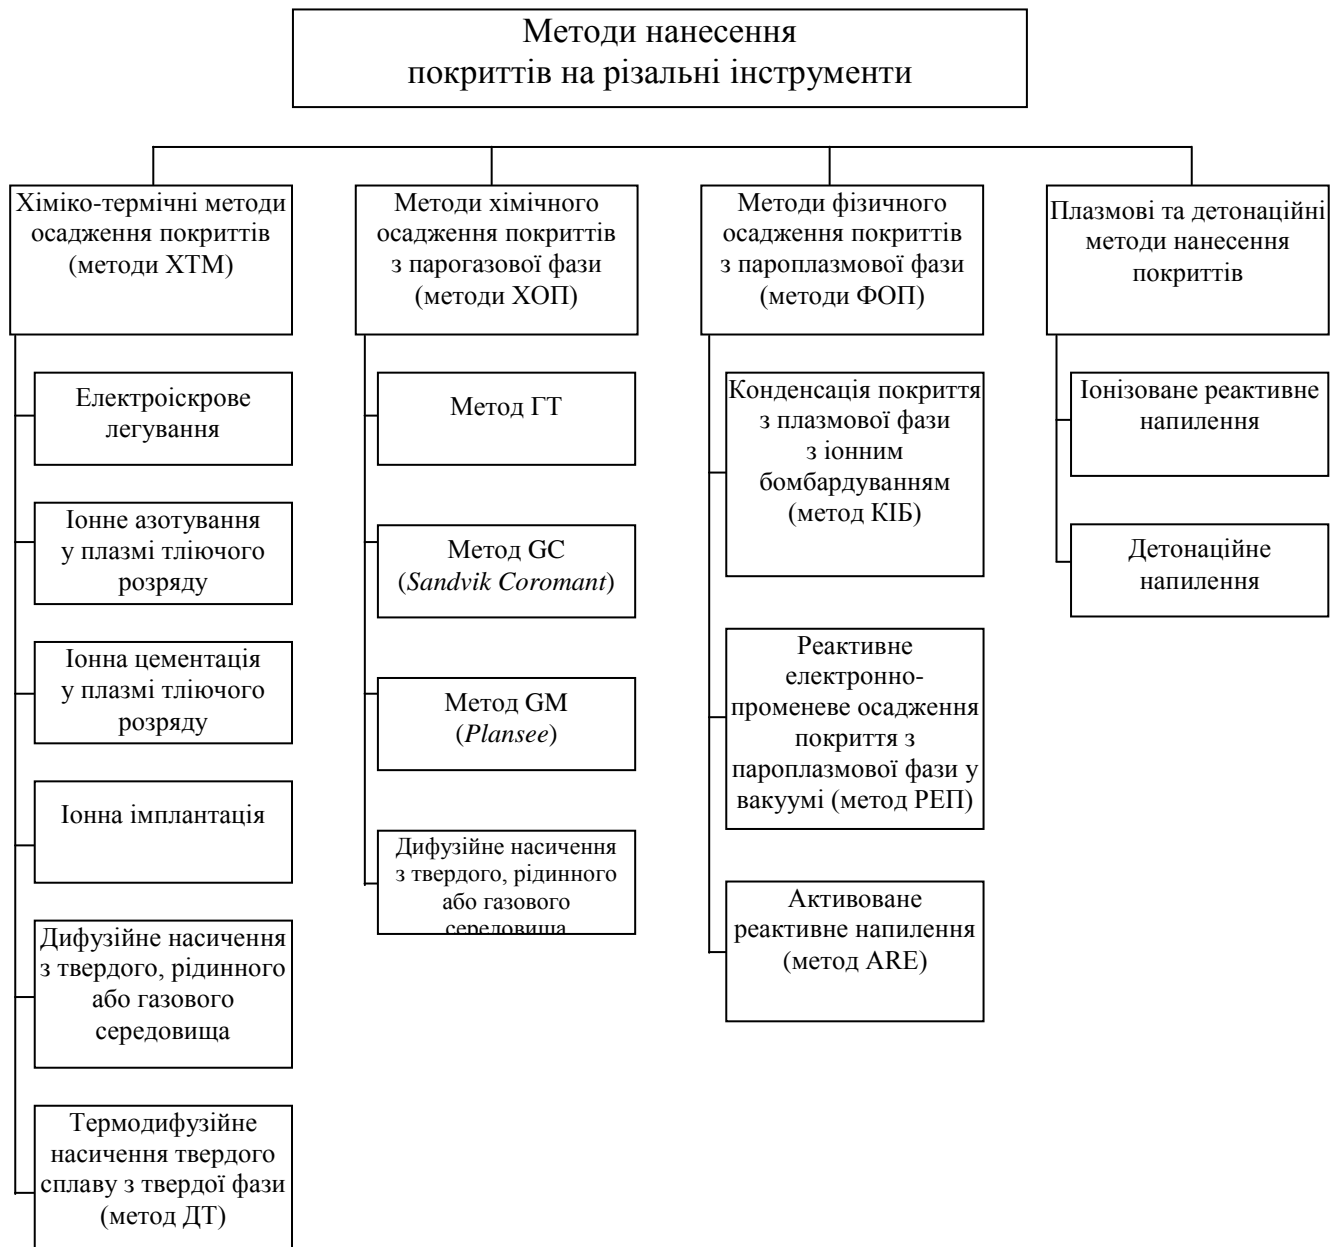 Методи нанесення
покриттів на різальні інструменти
Хіміко-термічні методи
осадження покриттів
(методи ХТМ)
Електроіскрове
легування
Іонне азотування
у плазмі тліючого
розряду
Іонна цементація
у плазмі тліючого
розряду
Іонна імплантація
Дифузійне насичення
з твердого, рідинного
або газового
середовища
Термодифузійне
насичення твердого
сплаву з твердої фази
(метод ДТ)
Методи хімічного
осадження покриттів
з парогазової фази
(методи ХОП)
Метод ГТ
Метод GC
(Sandvik Coromant)
Метод GM
(Plansee)
Дифузійне насичення
з твердого, рідинного
або газового
середовища
Методи фізичного
осадження покриттів
з пароплазмової фази
(методи ФОП)
Конденсація покриття
з плазмової фази
з іонним
бомбардуванням
(метод КІБ)
Реактивне
електронно-
променеве осадження
покриття з
пароплазмової фази у
вакуумі (метод РЕП)
Активоване
реактивне напилення
(метод ARE)
Плазмові та детонаційні
методи нанесення
покриттів
Іонізоване реактивне
напилення
Детонаційне
напилення